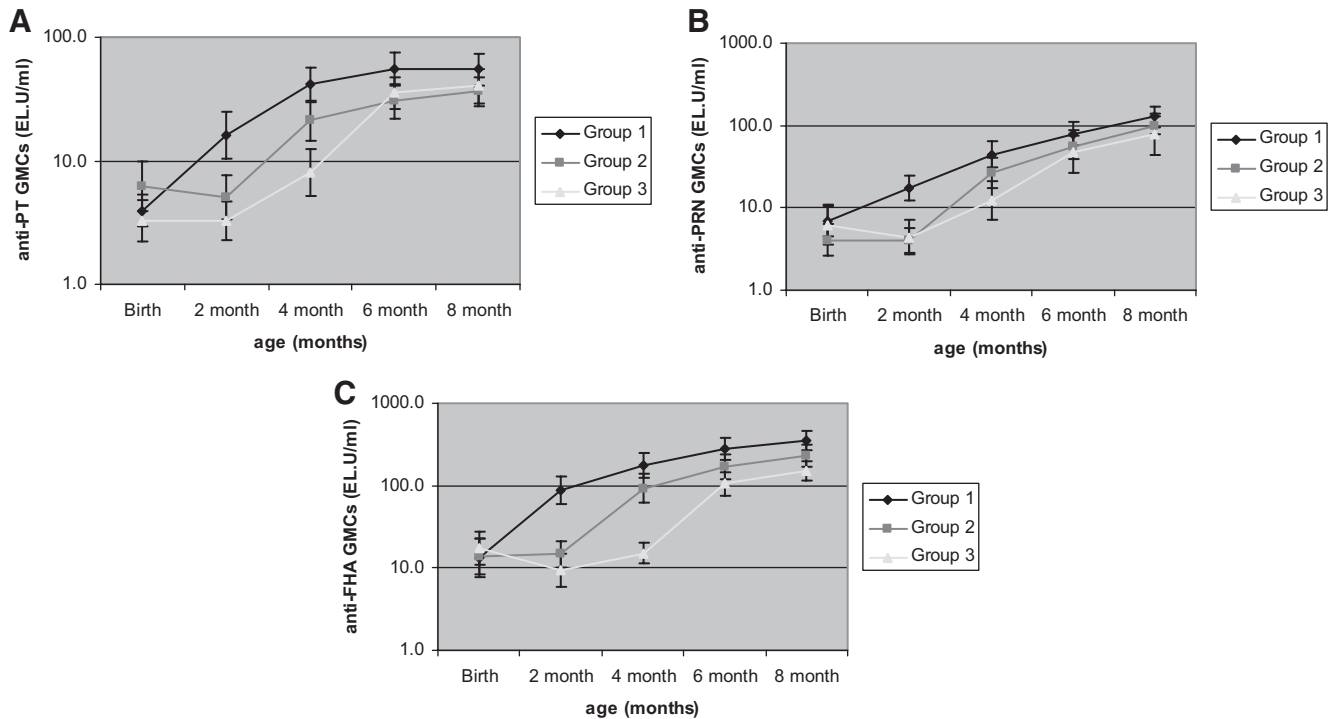 A
anti-PT GMCs (EL.U/ml)
100.0
10.0
1.0
Birth 2 month 4 month 6 month 8 month
age (months)
Group 1
Group 2
Group 3
B
anti-PRN GMCs (EL.U/ml)
1000.0
100.0
10.0
1.0
Birth 2 month 4 month 6 month 8 month
age (months)
Group 1
Group 2
Group 3
C
anti-FHA GMCs (EL.U/ml)
1000.0
100.0
10.0
1.0
Birth 2 month 4 month 6 month 8 month
age (months)
Group 1
Group 2
Group 3